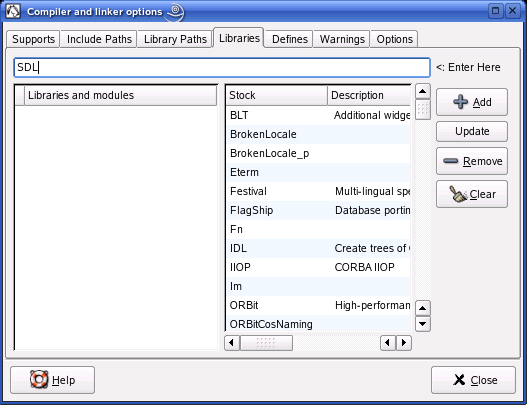 Compiler and linker options
Supports Include Paths Library Paths Libraries Defines Warnings Options
SDL <: Enter Here
Libraries and modules
Stock Description
BLT Additional widge
BrokenLocale
BrokenLocale_p
Eterm
Festival Multi-lingual spe
FlagShip Database portin
Fn
IDL Create trees of
IIOP CORBA IIOP
Im
ORBit High-performan
ORBitCosNaming
Add
Update
Remove
Clear
Help Close